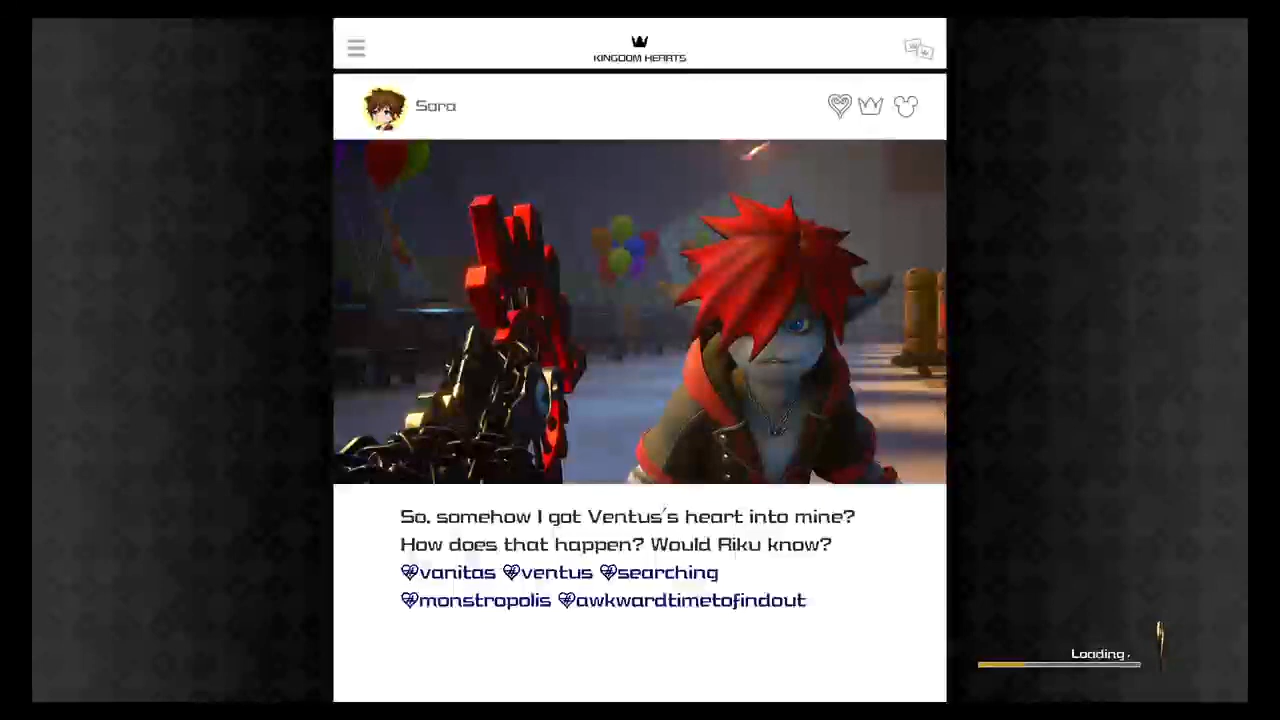 KINGDOM HEARTS
Sora
So, somehow I got Ventus's heart into mine?
How does that happen? Would Riku know?
vanitas ventus searching
monstropolis awkwardtimetofindout
Loading.